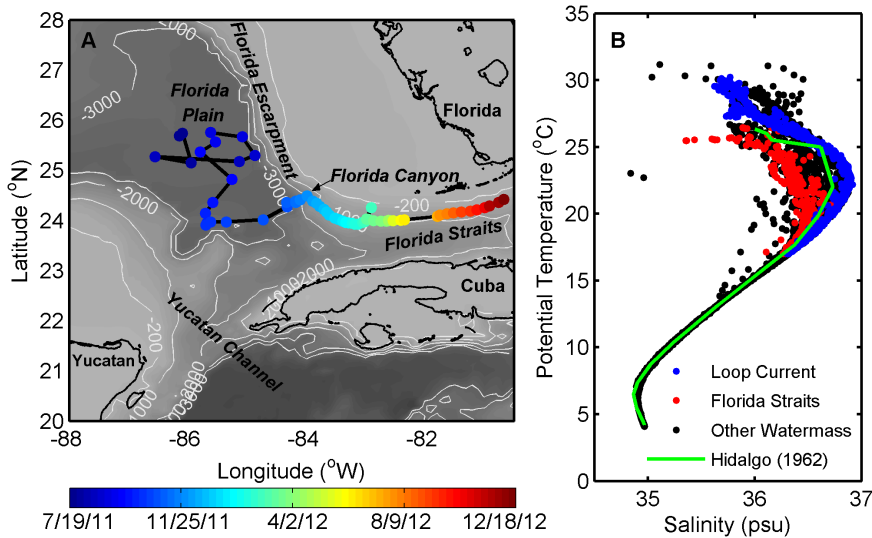 A
28
27
26
25
24
23
22
21
20
Latitude (°N)
-3000
-2000
Florida
Plain
Florida Escarpment
-3000
Florida
Florida Canyon
-200
-2000
Florida Straits
Cuba
-200
Yucatan Channel
Yucatan
-88
-86
-84
-82
Longitude (°W)
7/19/11
11/25/11
4/2/12
8/9/12
12/18/12
B
35
30
25
20
15
10
5
0
Potential Temperature (°C)
Loop Current
Florida Straits
Other Watermass
Hidalgo (1962)
35
36
37
Salinity (psu)